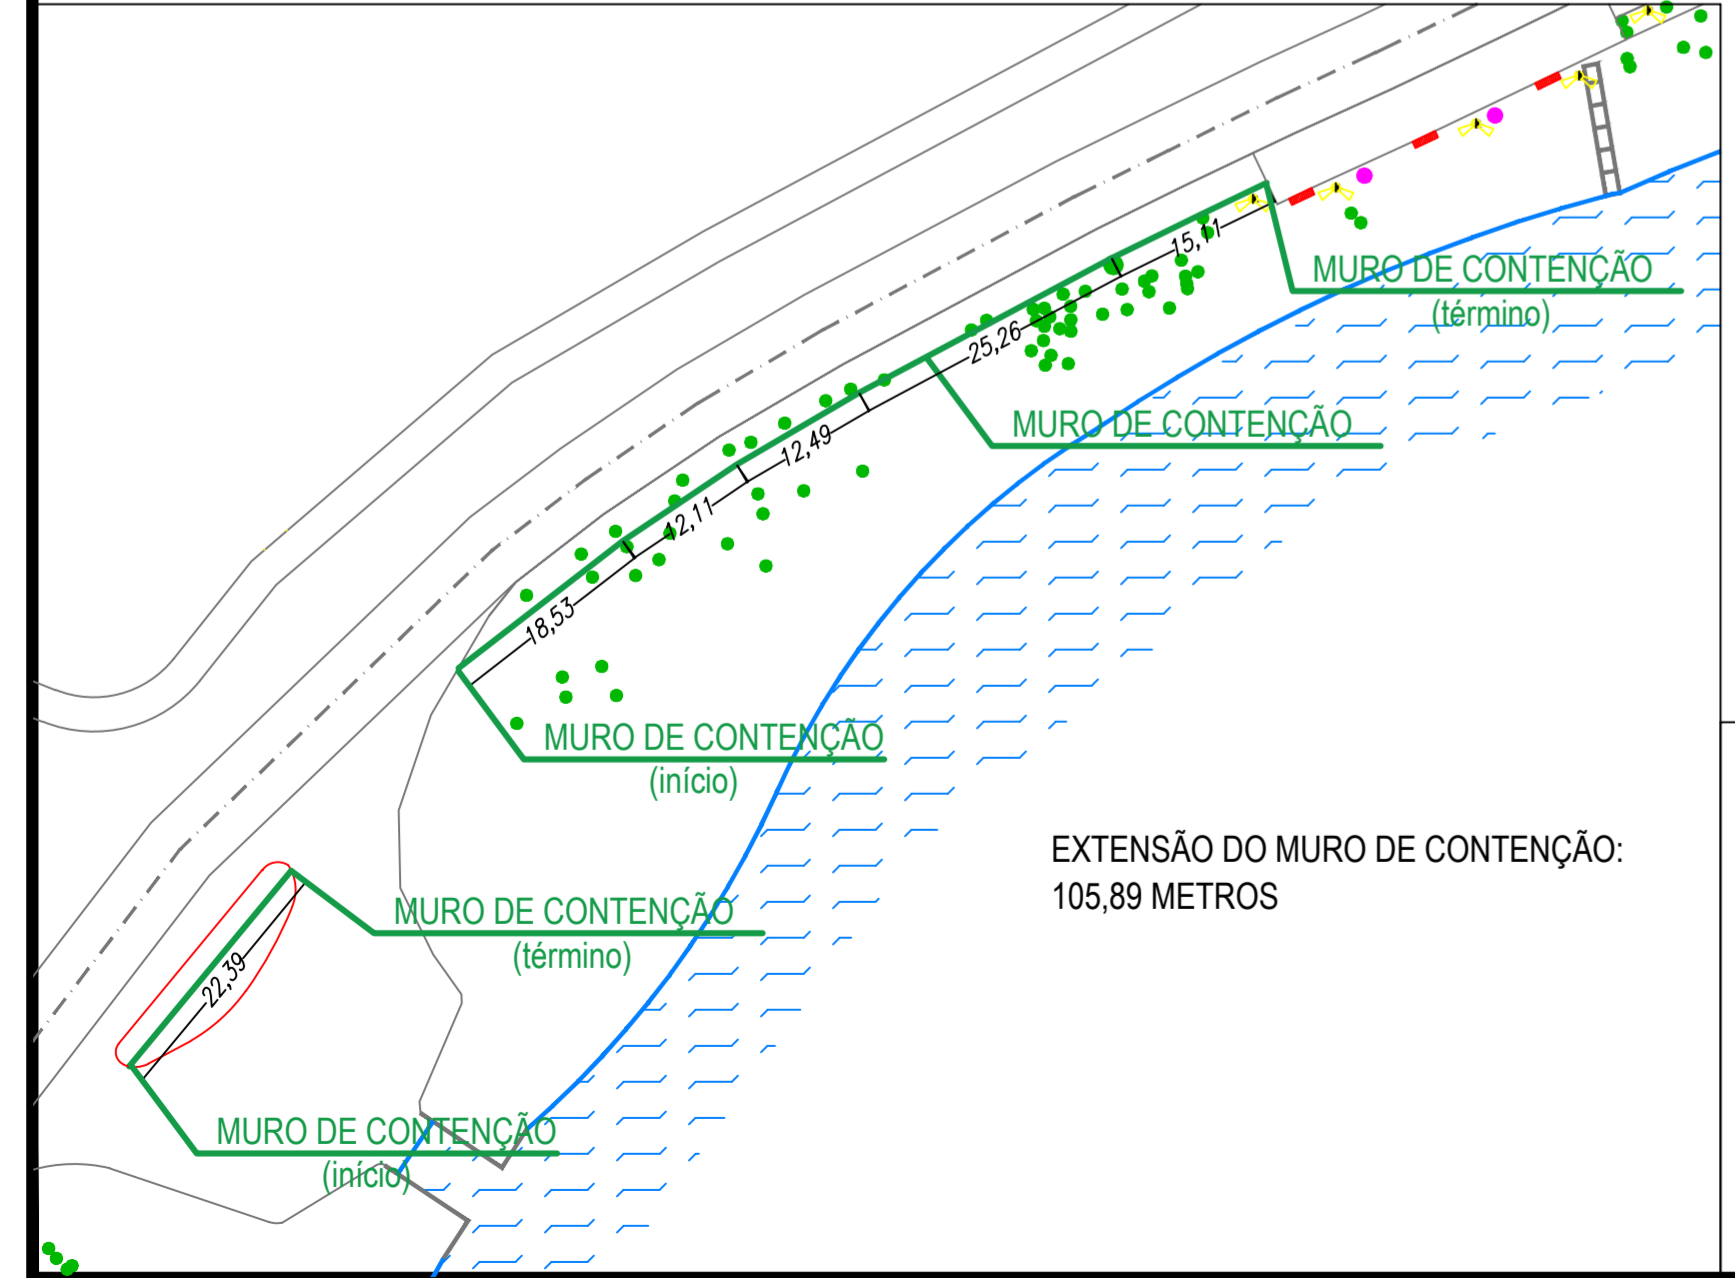 15,11
MURO DE CONTENÇÃO
(término)
25,26
MURO DE CONTENÇÃO
12,49
12,11
18,53
MURO DE CONTENÇÃO
(início)
EXTENSÃO DO MURO DE CONTENÇÃO:
105,89 METROS
MURO DE CONTENÇÃO
(término)
22,39
MURO DE CONTENÇÃO
(início)